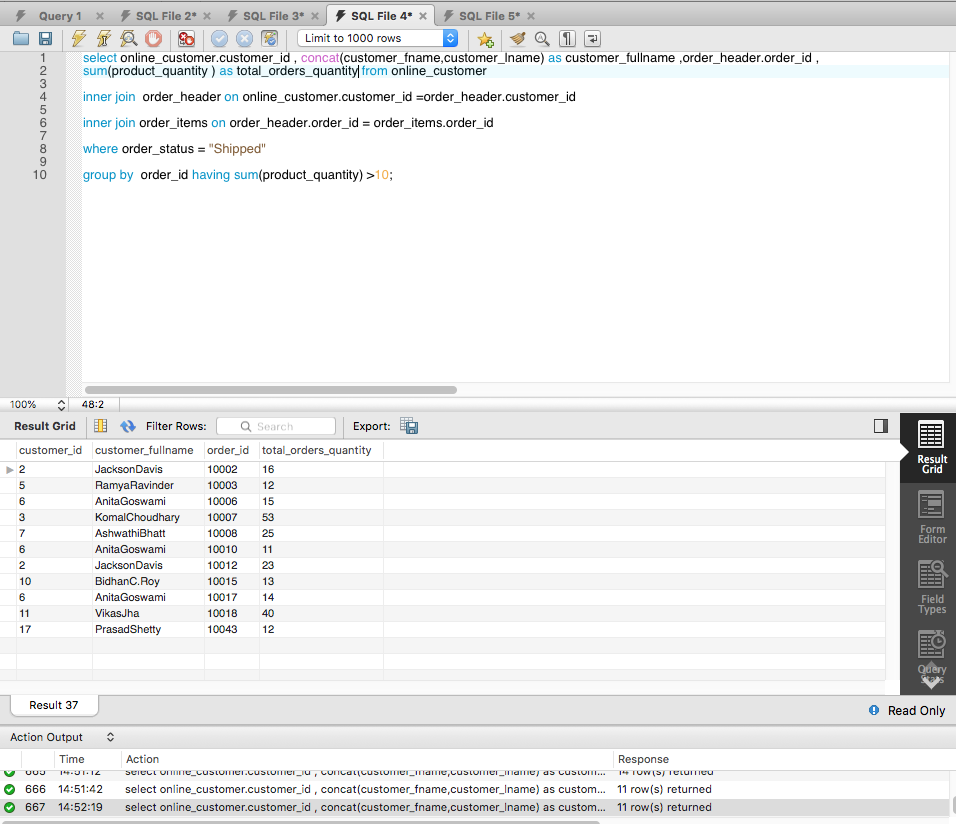 Query 1 × SQL File 2* × SQL File 3* × SQL File 4* × SQL File 5* ×
Limit to 1000 rows
1 select online_customer.customer_id , concat(customer_fname,customer_lname) as customer_fullname ,order_header.order_id ,
2 sum(product_quantity ) as total_orders_quantity from online_customer
3
4 inner join  order_header on online_customer.customer_id =order_header.customer_id
5
6 inner join order_items on order_header.order_id = order_items.order_id
7
8 where order_status = "Shipped"
9
10 group by  order_id having sum(product_quantity) >10;
100% 48:2
Result Grid Filter Rows: Search Export:
customer_id customer_fullname order_id total_orders_quantity
2 JacksonDavis 10002 16
5 RamyaRavinder 10003 12
6 AnitaGoswami 10006 15
3 KomalChoudhary 10007 53
7 AshwathiBhatt 10008 25
6 AnitaGoswami 10010 11
2 JacksonDavis 10012 23
10 BidhanC.Roy 10015 13
6 AnitaGoswami 10017 14
11 VikasJha 10018 40
17 PrasadShetty 10043 12
Result
Grid
Form
Editor
Field
Types
Query
Stats
Result 37
Read Only
Action Output
Time Action Response
665 14:51:12 select online_customer.customer_id , concat(customer_fname,customer_lname) as custom... 14 row(s) returned
666 14:51:42 select online_customer.customer_id , concat(customer_fname,customer_lname) as custom... 11 row(s) returned
667 14:52:19 select online_customer.customer_id , concat(customer_fname,customer_lname) as custom... 11 row(s) returned